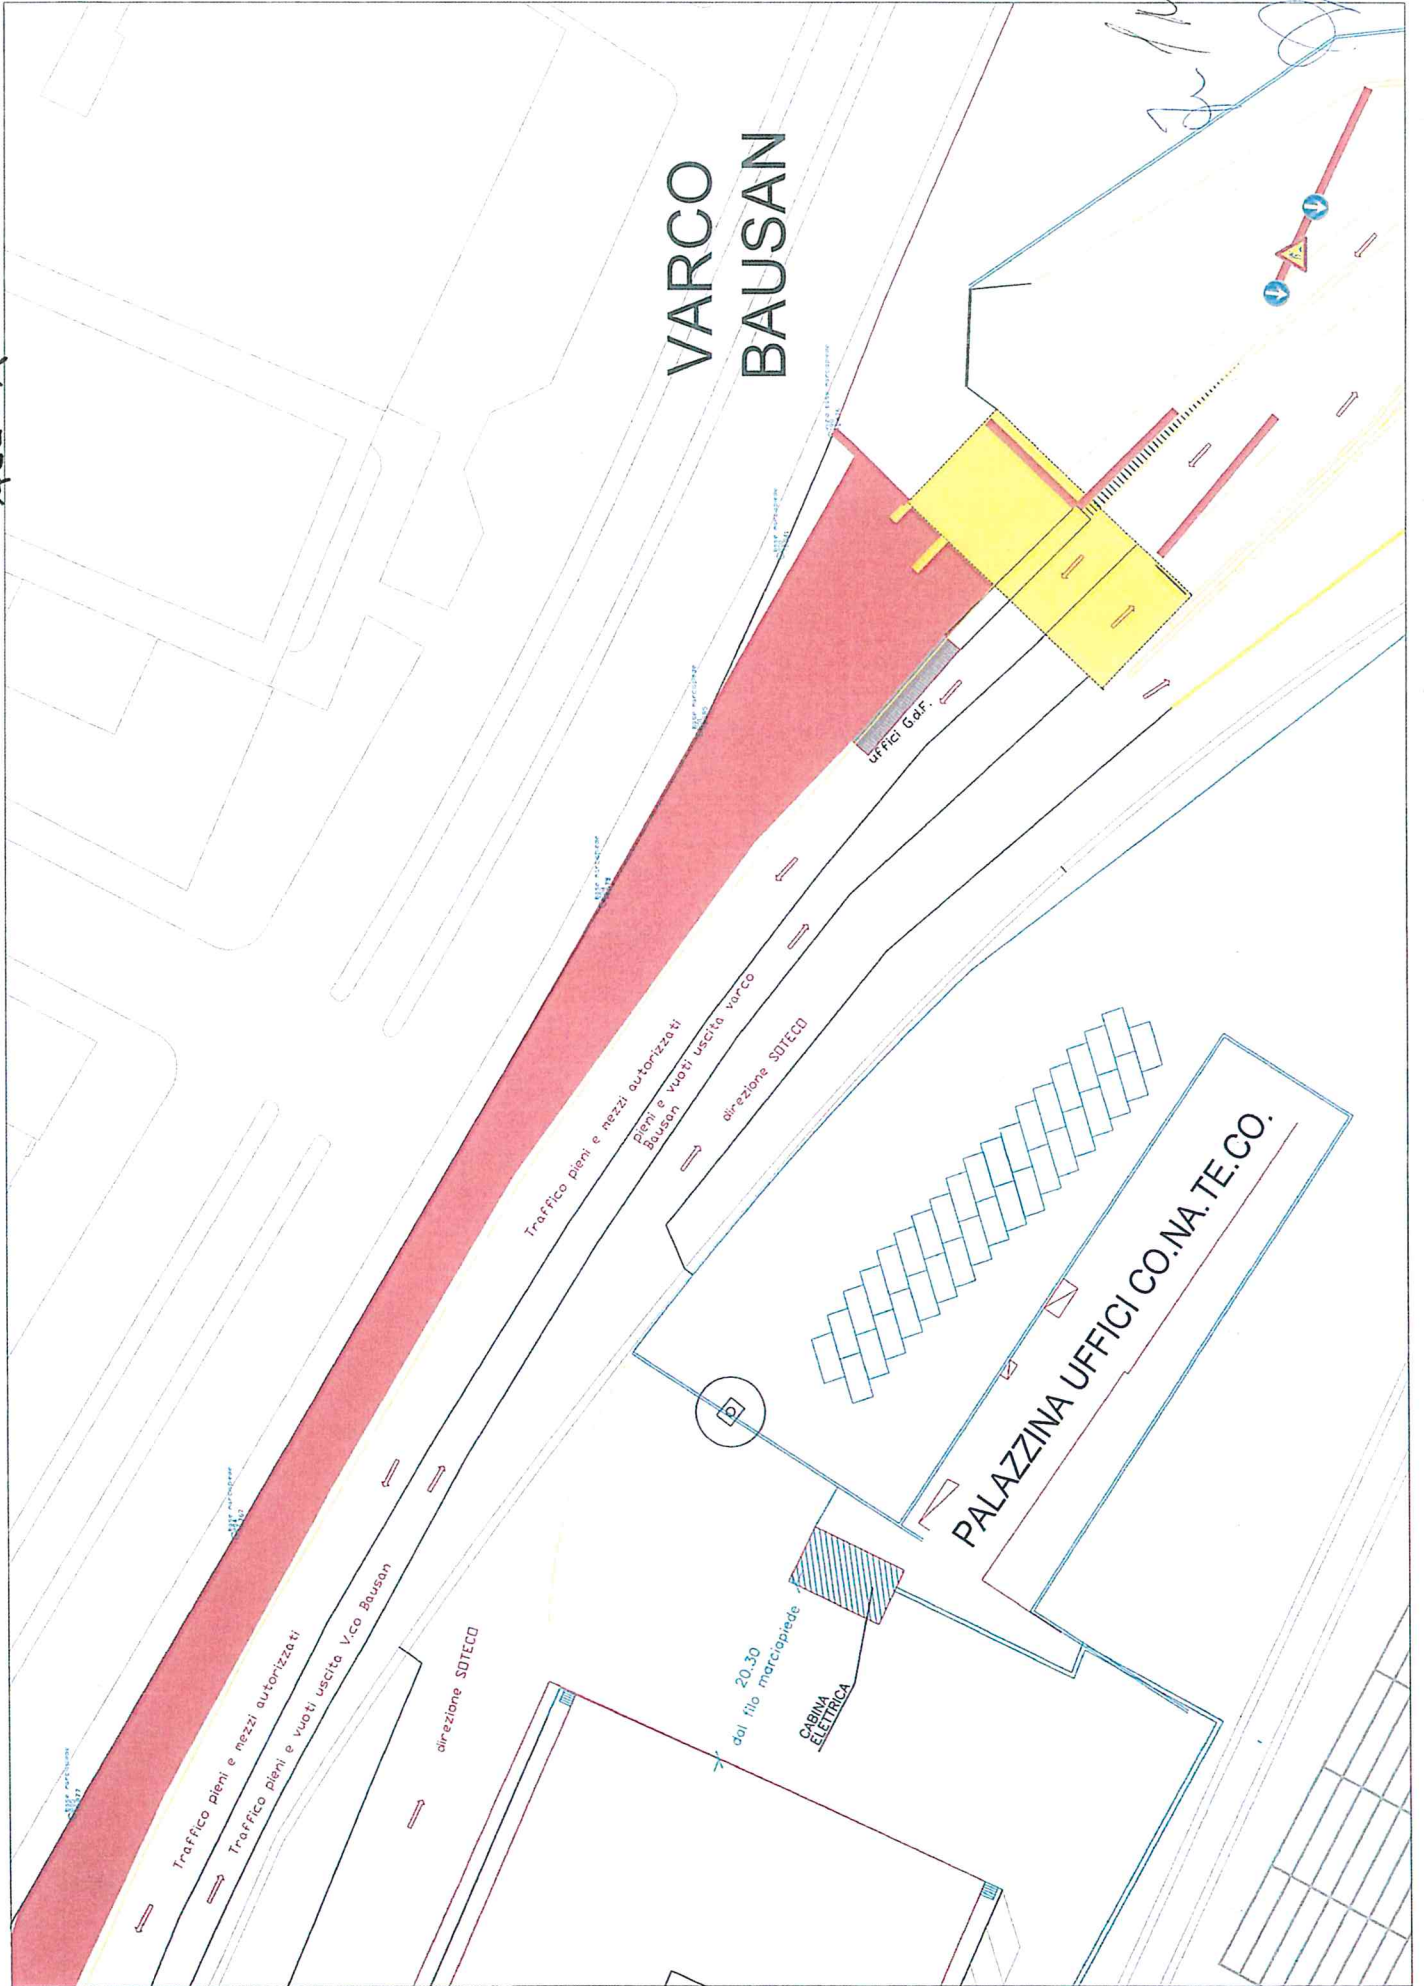 VARCO
BAUSAN
uffici G.d.F.
Traffico pieni e mezzi autorizzati
pieni e vuoti uscita varco
Bausan
direzione SOTECO
PALAZZINA UFFICI CO.NA.TE.CO.
Traffico pieni e mezzi autorizzati
Traffico pieni e vuoti uscita V.co Bausan
direzione SOTECO
20.30
dal filo marciapiede
CABINA
ELETTRICA